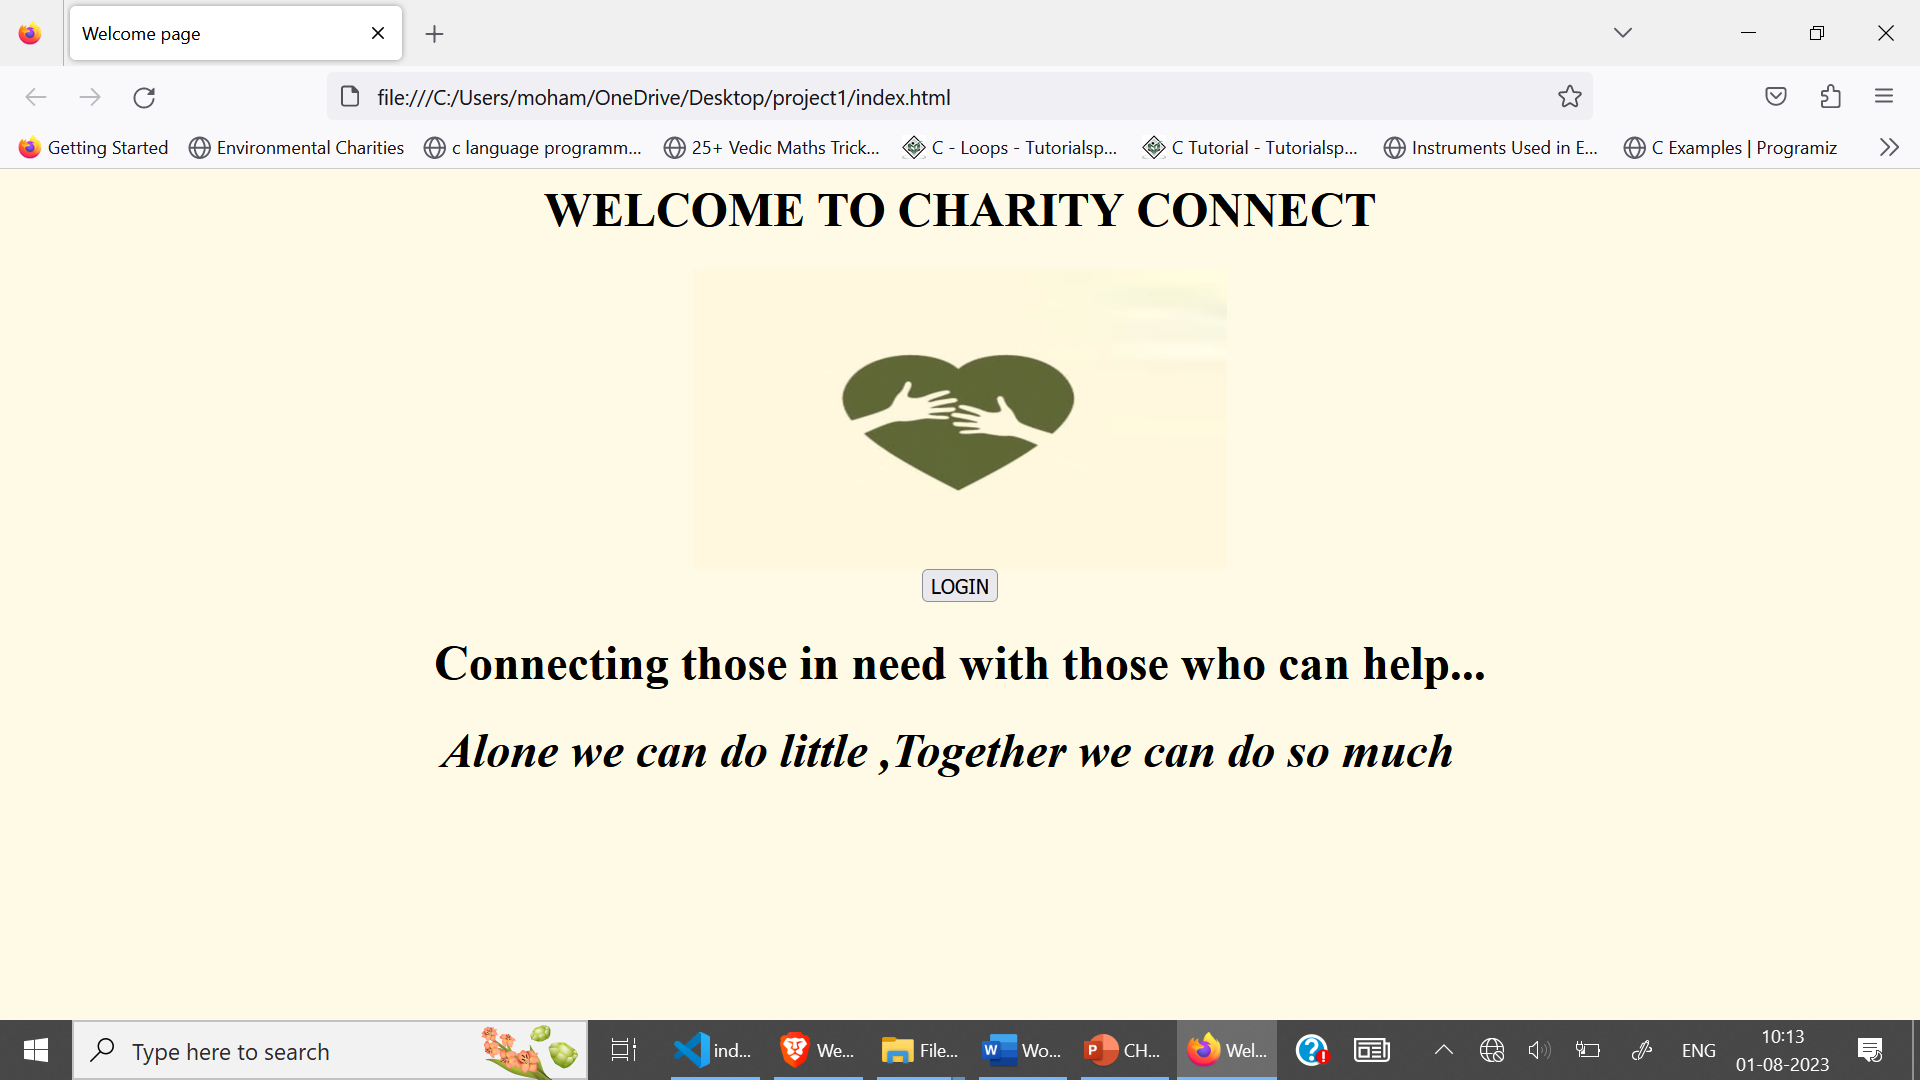 Welcome page
file:///C:/Users/moham/OneDrive/Desktop/project1/index.html
Getting Started Environmental Charities c language programm... 25+ Vedic Maths Trick... C - Loops - Tutorialsp... C Tutorial - Tutorialsp... Instruments Used in E... C Examples | Programiz
WELCOME TO CHARITY CONNECT
LOGIN
Connecting those in need with those who can help...
Alone we can do little ,Together we can do so much
Type here to search ind... We... File... Wo... CH... Wel... ENG 10:13
01-08-2023